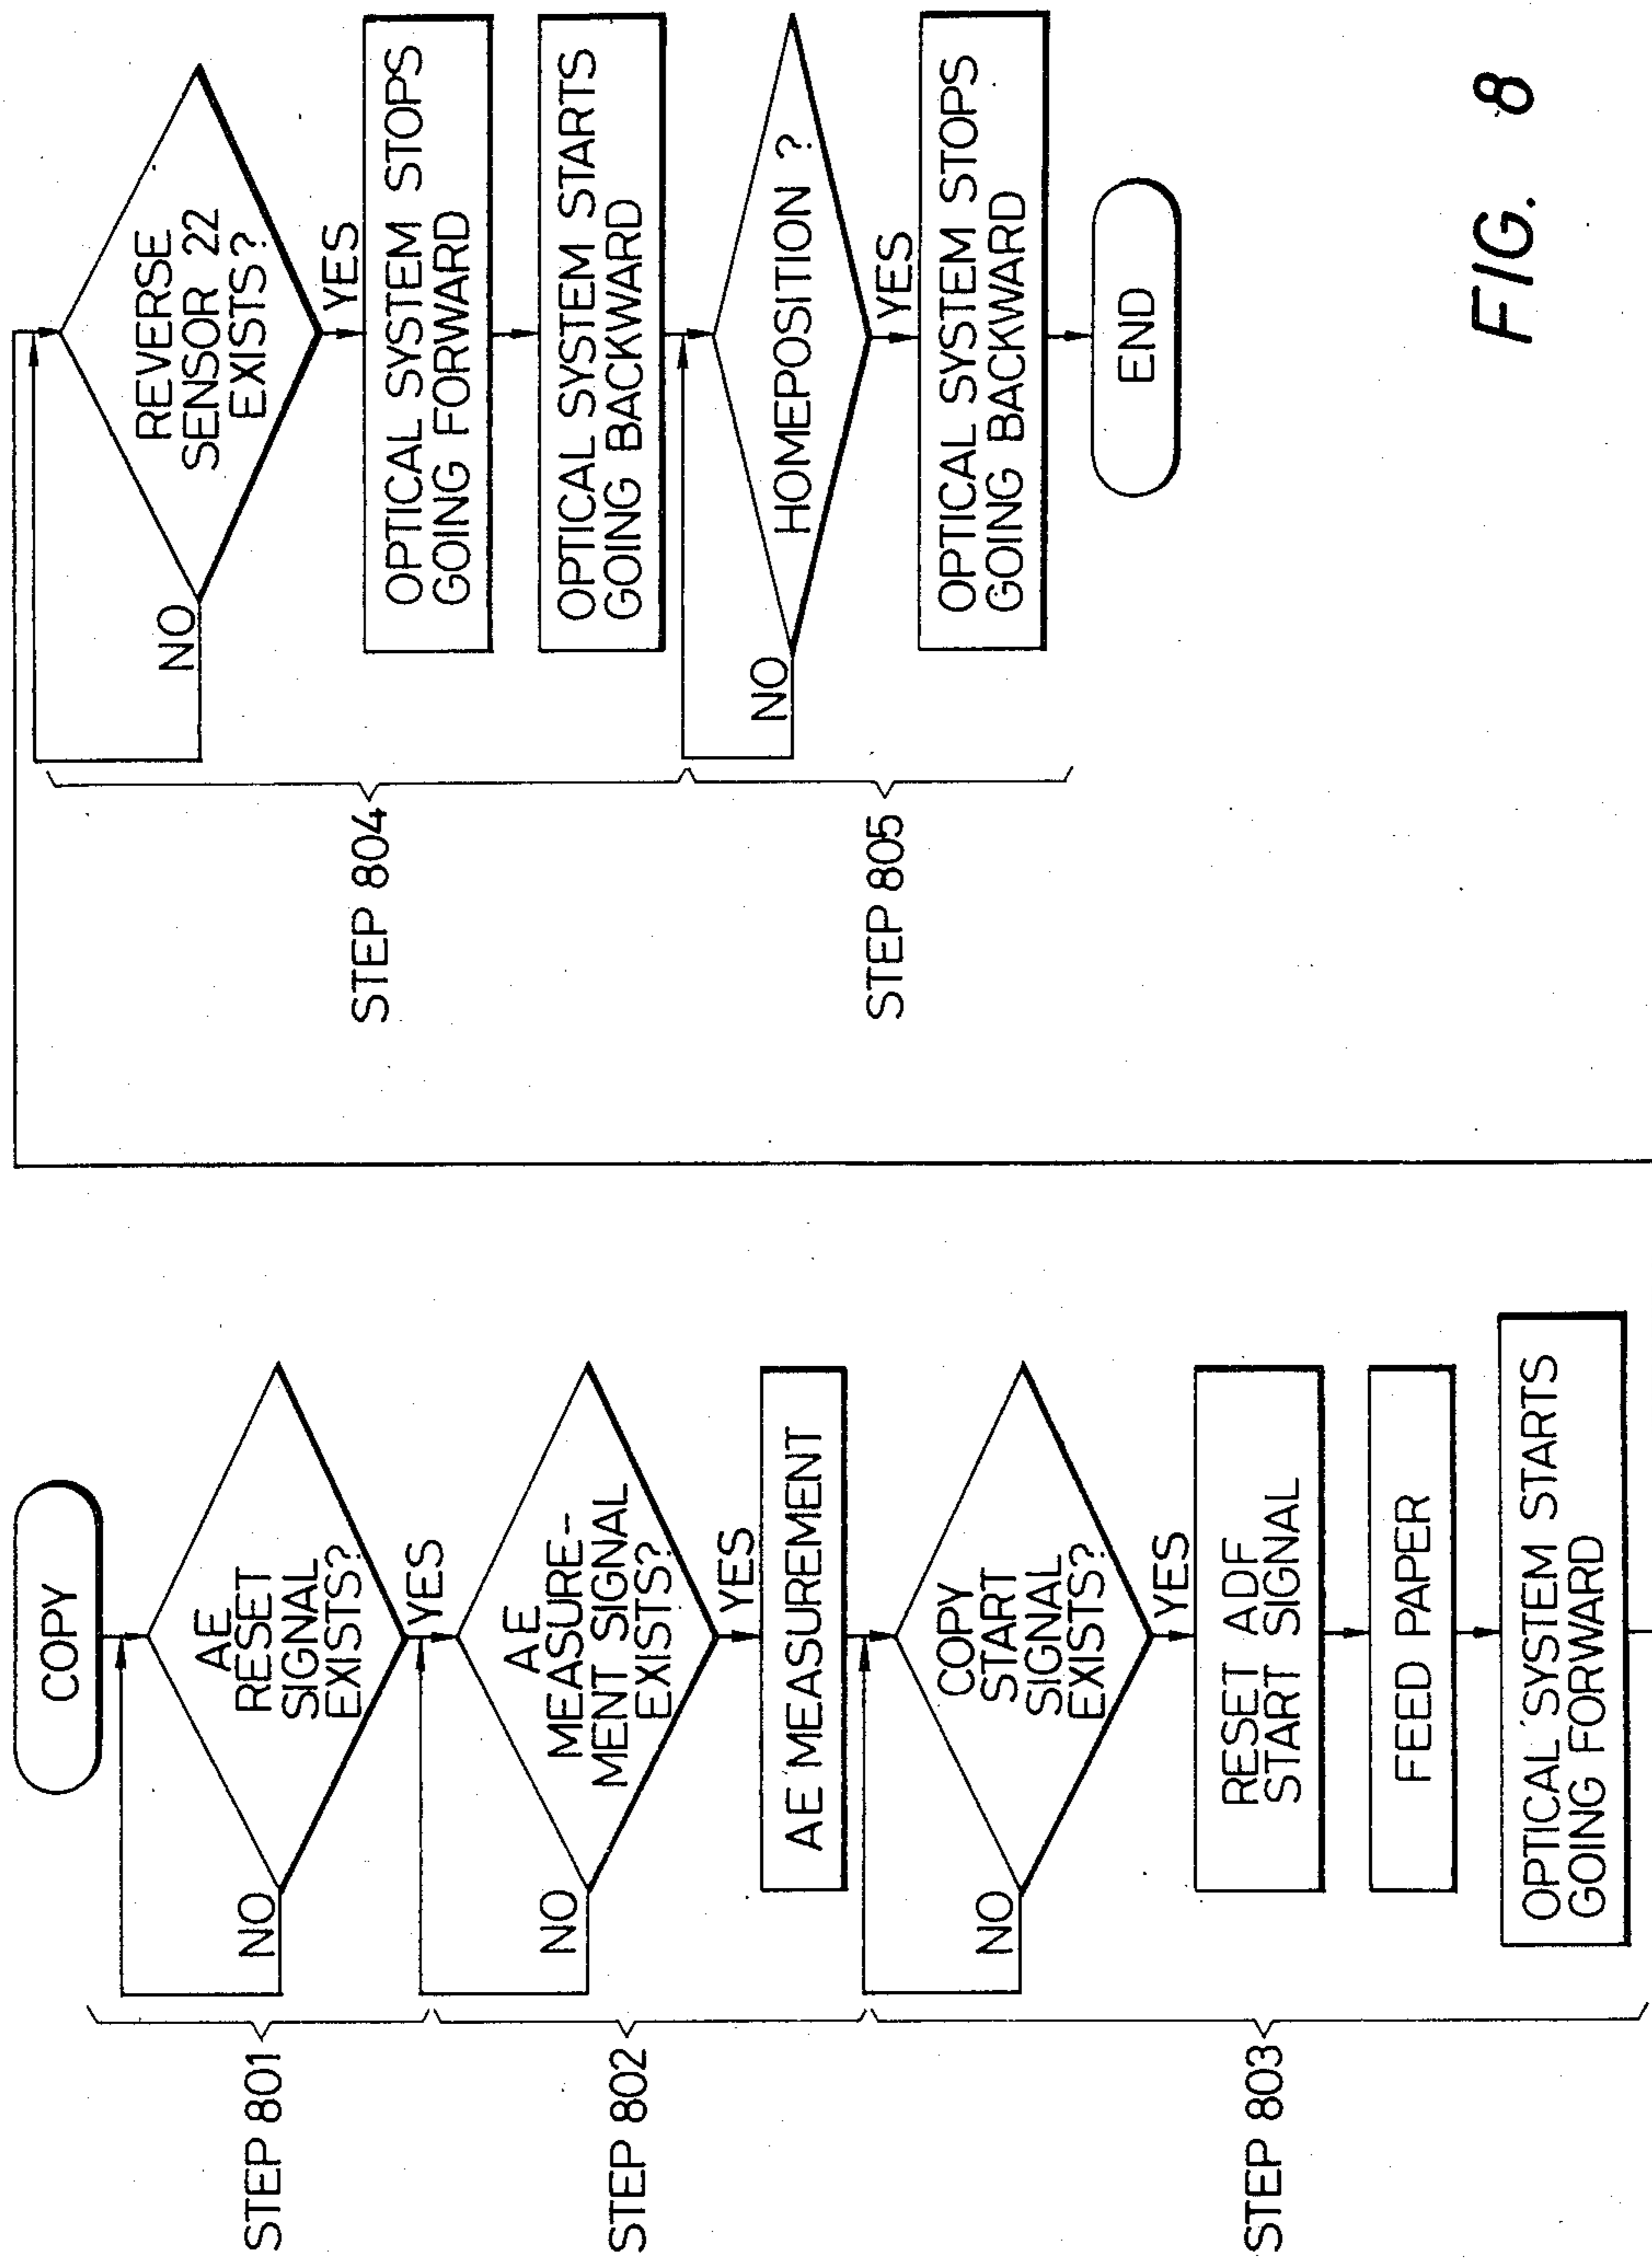 COPY
AE
RESET
SIGNAL
EXISTS?
NO
YES
STEP 801
AE
MEASURE-
MENT SIGNAL
EXISTS?
NO
YES
AE MEASUREMENT
STEP 802
COPY
START
SIGNAL
EXISTS?
NO
YES
RESET ADF
START SIGNAL
FEED PAPER
OPTICAL SYSTEM STARTS
GOING FORWARD
STEP 803
REVERSE
SENSOR 22
EXISTS?
NO
YES
OPTICAL SYSTEM STOPS
GOING FORWARD
OPTICAL SYSTEM STARTS
GOING BACKWARD
STEP 804
HOMEPOSITION ?
NO
YES
OPTICAL SYSTEM STOPS
GOING BACKWARD
STEP 805
END
FIG. 8